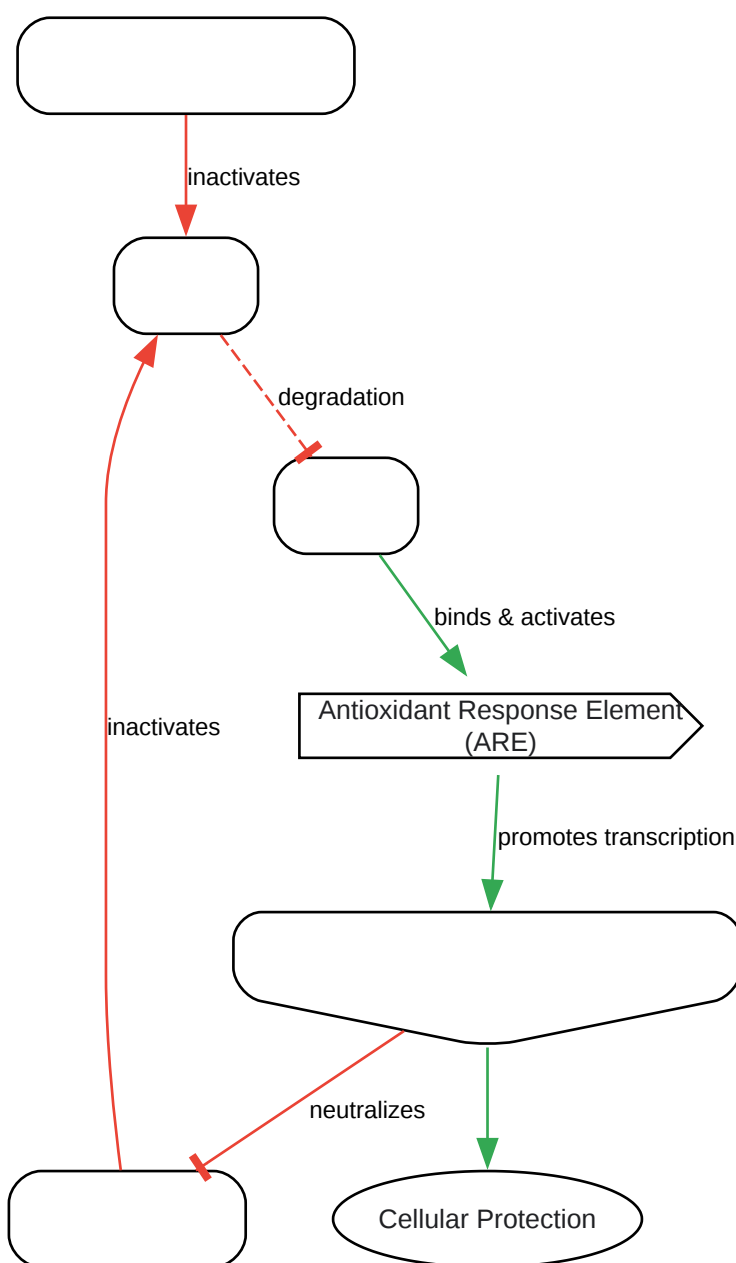 inactivates
degradation
binds & activates
Antioxidant Response Element
(ARE)
inactivates
promotes transcription
neutralizes
Cellular Protection